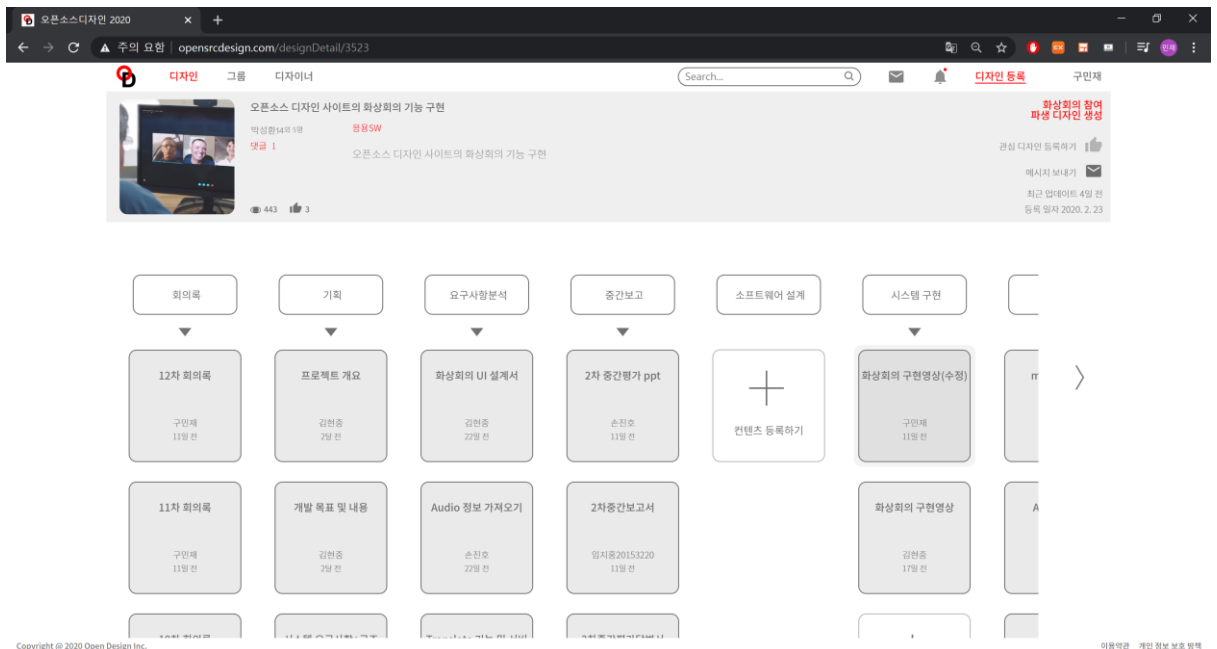 오픈소스디자인 2020
주의 요함 | opensrcdesign.com/designDetail/3523
민재
디자인 그룹 디자이너 Search... 디자인 등록 구민재
오픈소스 디자인 사이트의 화상회의 기능 구현
박성환14외 5명 응용SW
댓글 1
오픈소스 디자인 사이트의 화상회의 기능 구현
443 3
화상회의 참여
파생 디자인 생성
관심 디자인 등록하기
메시지 보내기
최근 업데이트 4일 전
등록 일자 2020. 2. 23
회의록 기획 요구사항분석 중간보고 소프트웨어 설계 시스템 구현
12차 회의록 프로젝트 개요 화상회의 UI 설계서 2차 중간평가 ppt 화상회의 구현영상(수정)
구민재 김현중 김현중 손진호 컨텐츠 등록하기 구민재
11일 전 2달 전 22일 전 11일 전 11일 전
11차 회의록 개발 목표 및 내용 Audio 정보 가져오기 2차중간보고서 화상회의 구현영상
구민재 김현중 손진호 임지중20153220 김현중
11일 전 2달 전 22일 전 11일 전 17일 전
Copyright @ 2020 Open Design Inc. 이용약관 개인 정보 보호 방책